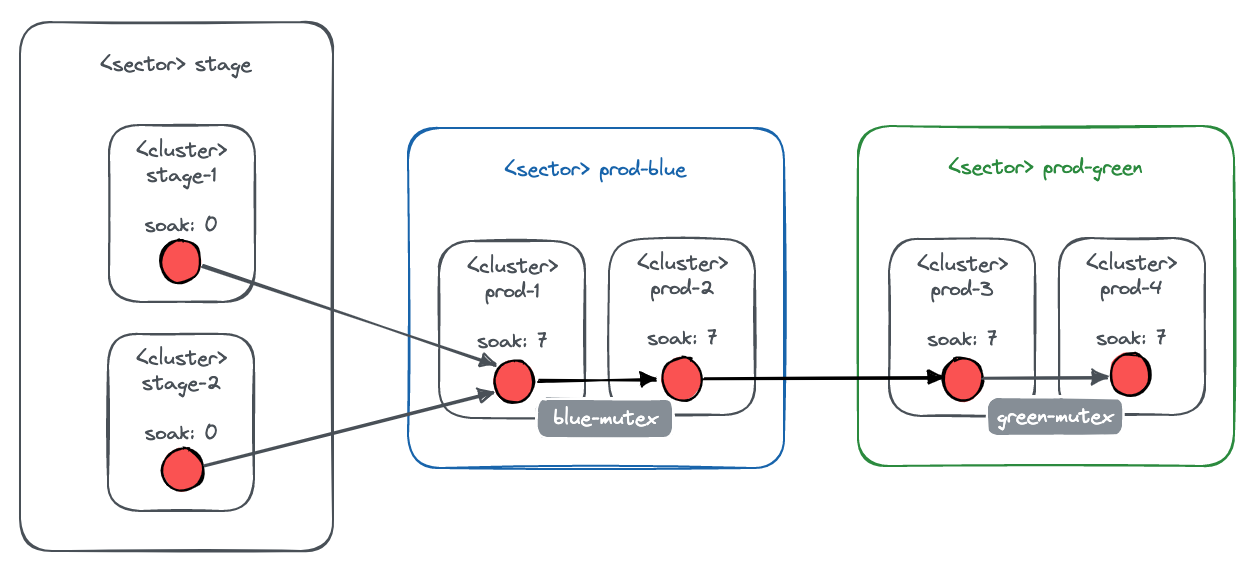 <sector> stage
<cluster>
stage-1
soak: 0
<cluster>
stage-2
soak: 0
<sector> prod-blue
<cluster>
prod-1
soak: 7
<cluster>
prod-2
soak: 7
blue-mutex
<sector> prod-green
<cluster>
prod-3
soak: 7
<cluster>
prod-4
soak: 7
green-mutex